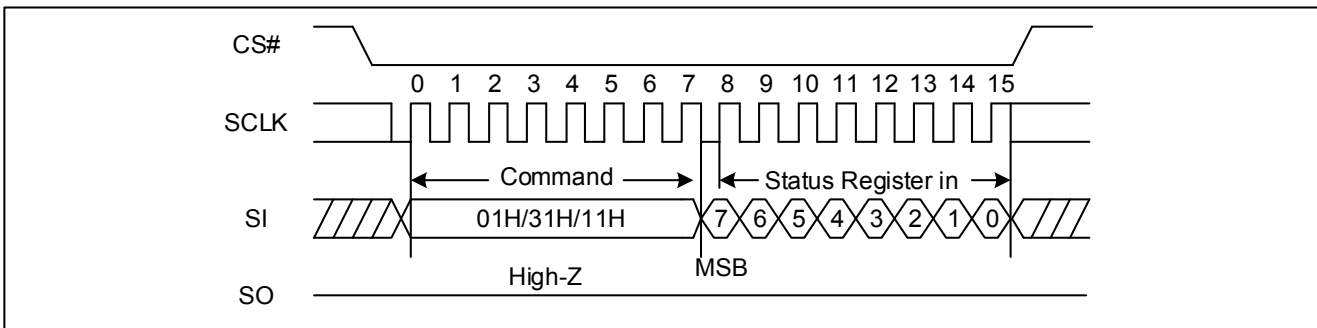 CS#
0 1 2 3 4 5 6 7 8 9 10 11 12 13 14 15
SCLK
Command Status Register in
SI 01H/31H/11H 7 6 5 4 3 2 1 0
High-Z MSB
SO